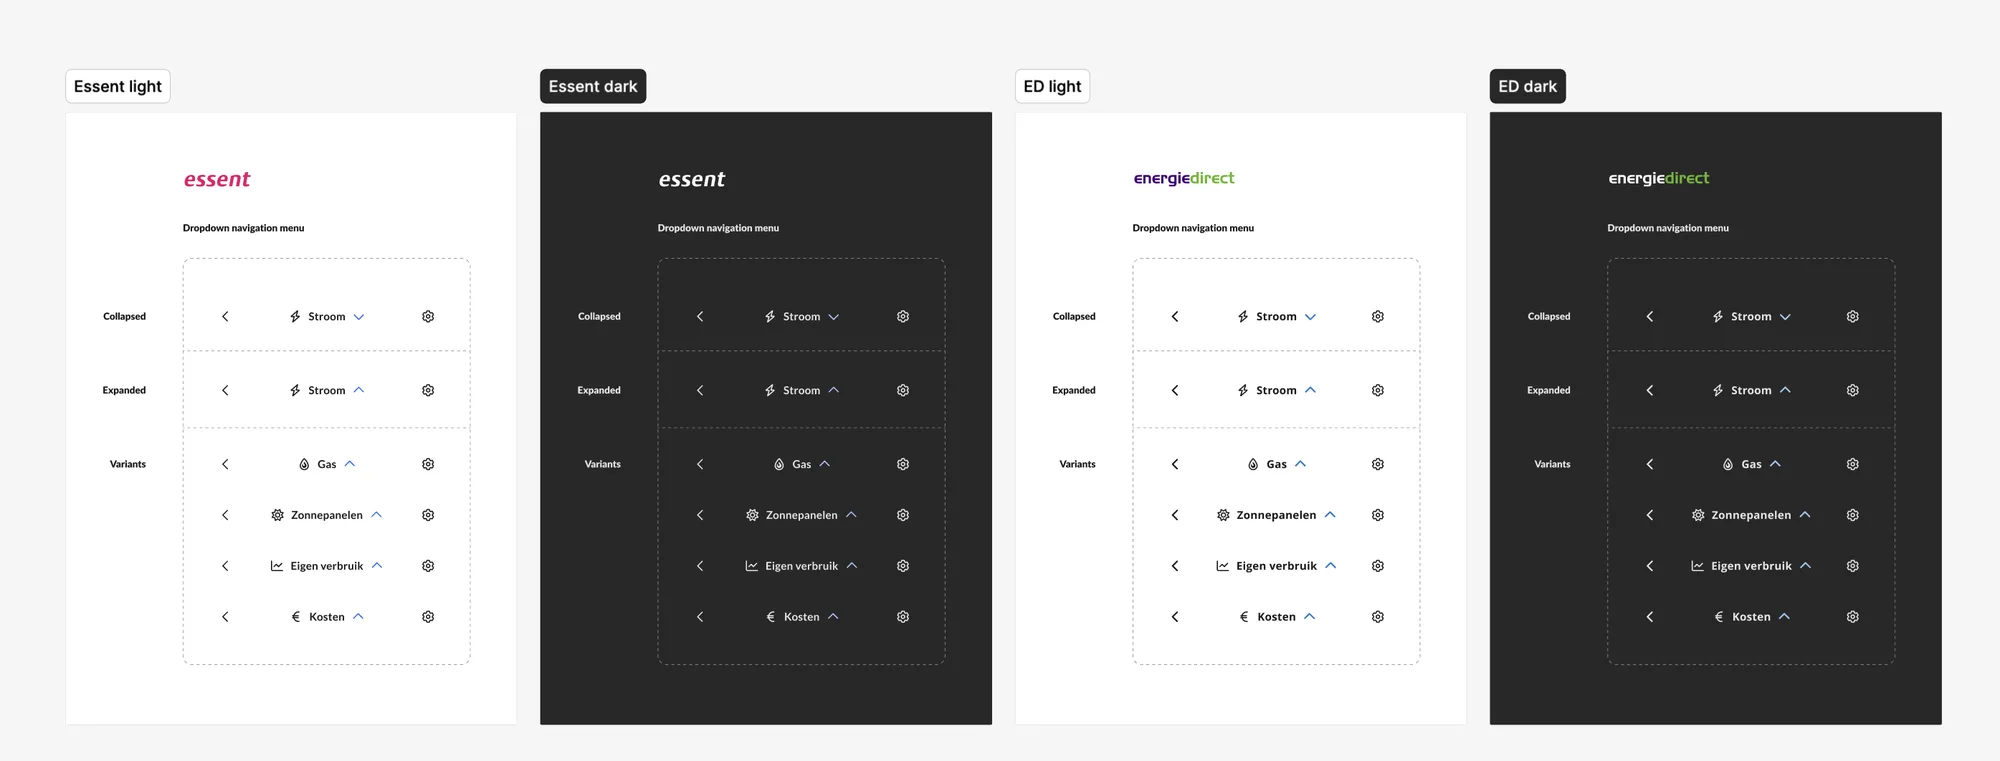 Essent light
essent
Dropdown navigation menu
Collapsed
Stroom
Expanded
Stroom
Variants
Gas
Zonnepanelen
Eigen verbruik
Kosten
Essent dark
essent
Dropdown navigation menu
Collapsed
Stroom
Expanded
Stroom
Variants
Gas
Zonnepanelen
Eigen verbruik
Kosten
ED light
energiedirect
Dropdown navigation menu
Collapsed
Stroom
Expanded
Stroom
Variants
Gas
Zonnepanelen
Eigen verbruik
Kosten
ED dark
energiedirect
Dropdown navigation menu
Collapsed
Stroom
Expanded
Stroom
Variants
Gas
Zonnepanelen
Eigen verbruik
Kosten